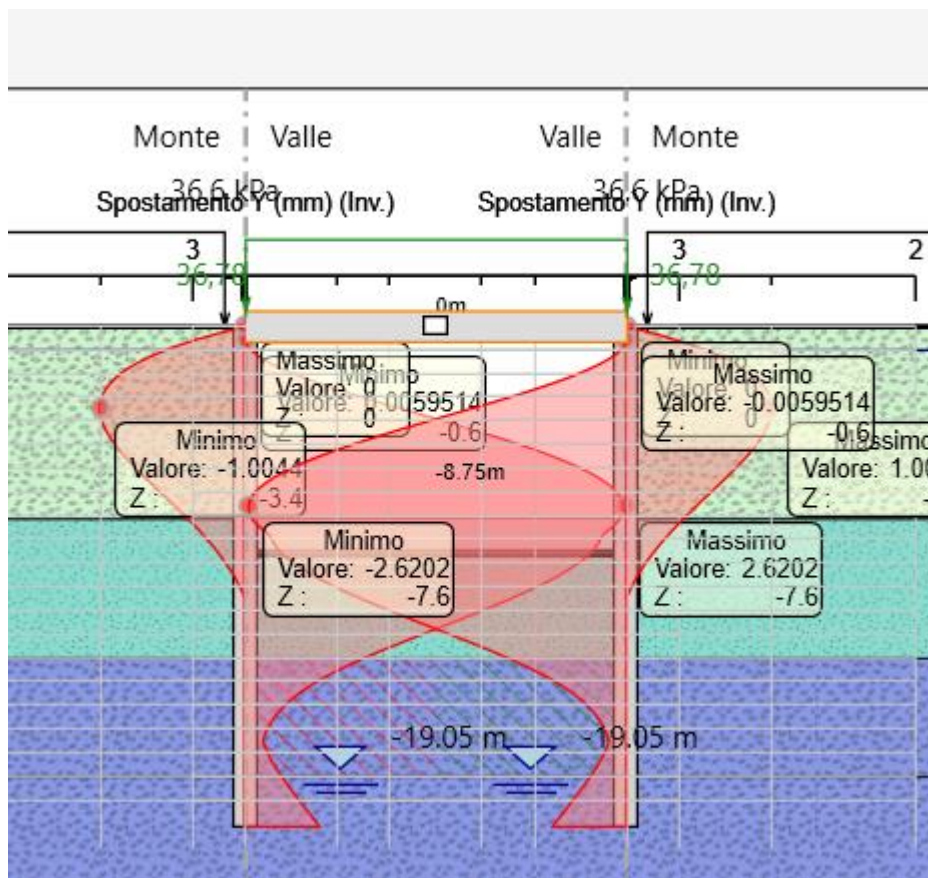 Monte Valle Valle Monte
36.6 kPa 36.6 kPa
Spostamento Y (mm) (Inv.) Spostamento Y (mm) (Inv.)
3 3 2
36,78 36,78
0m
Massimo
Valore: 0
Z : 0
Minimo
Valore: 0.0059514
Z : -0.6
Minimo
Z : 0
Massimo
Valore: -0.0059514
Z : -0.6
Minimo
Valore: -1.0044
Z : -3.4
-8.75m
Massimo
Valore: 1.00
Z :
Minimo
Valore: -2.6202
Z : -7.6
Massimo
Valore: 2.6202
Z : -7.6
-19.05 m -19.05 m